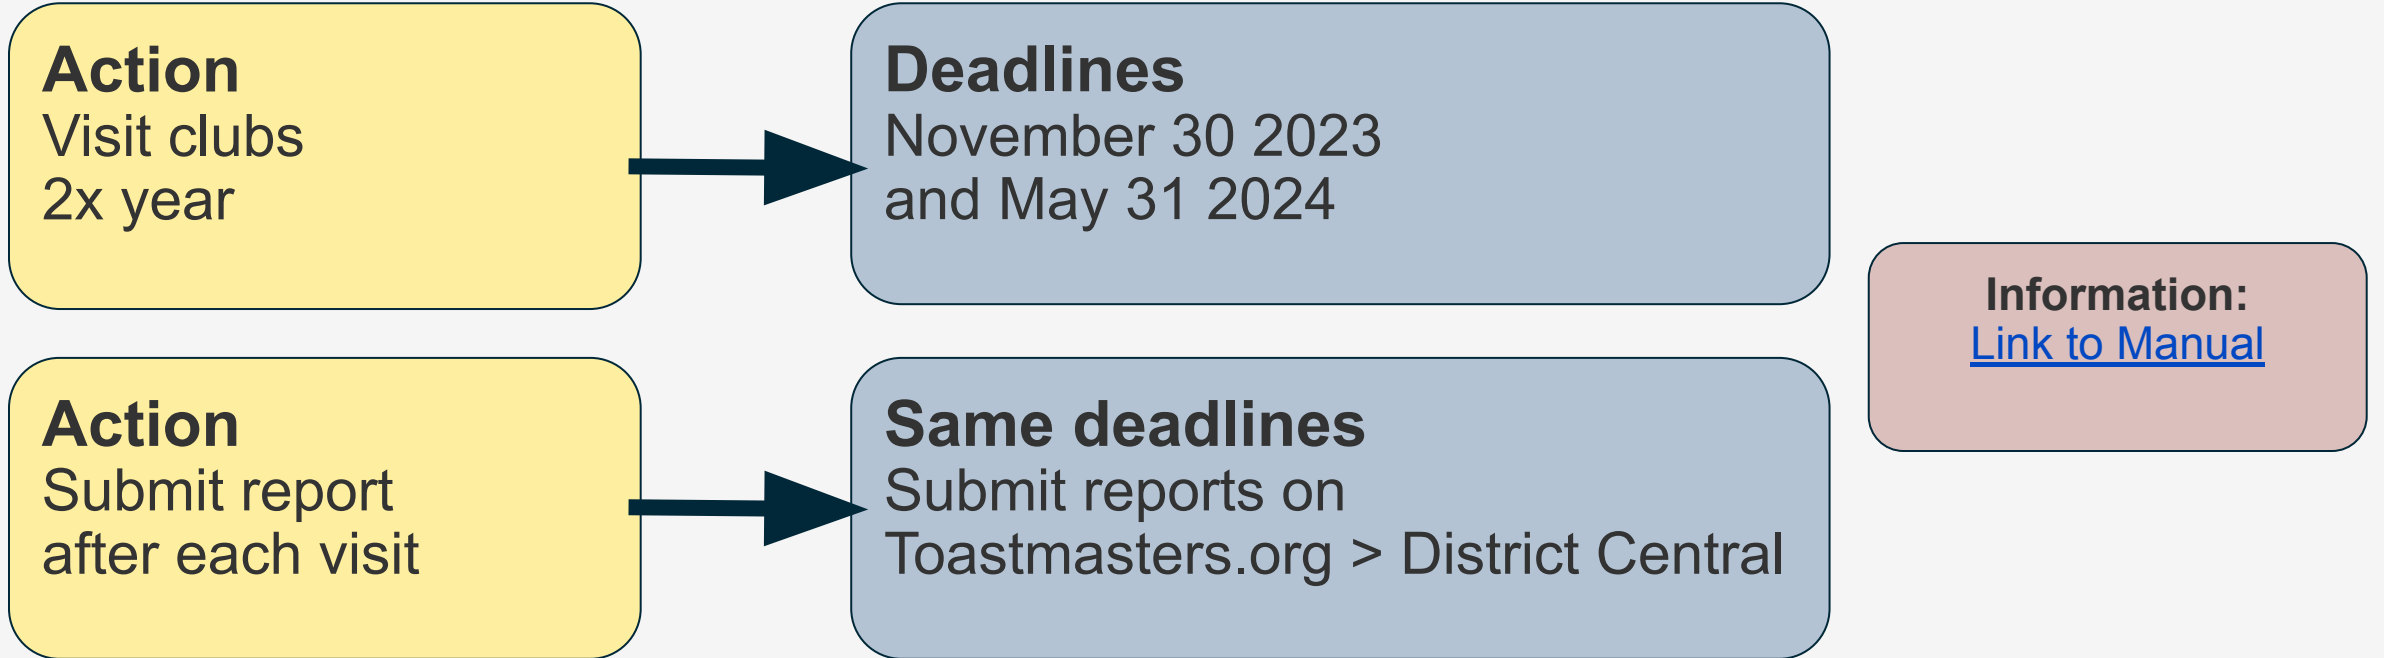 Action
Visit clubs
2x year
Deadlines
November 30 2023
and May 31 2024
Action
Submit report
after each visit
Same deadlines
Submit reports on
Toastmasters.org > District Central
Information:
Link to Manual